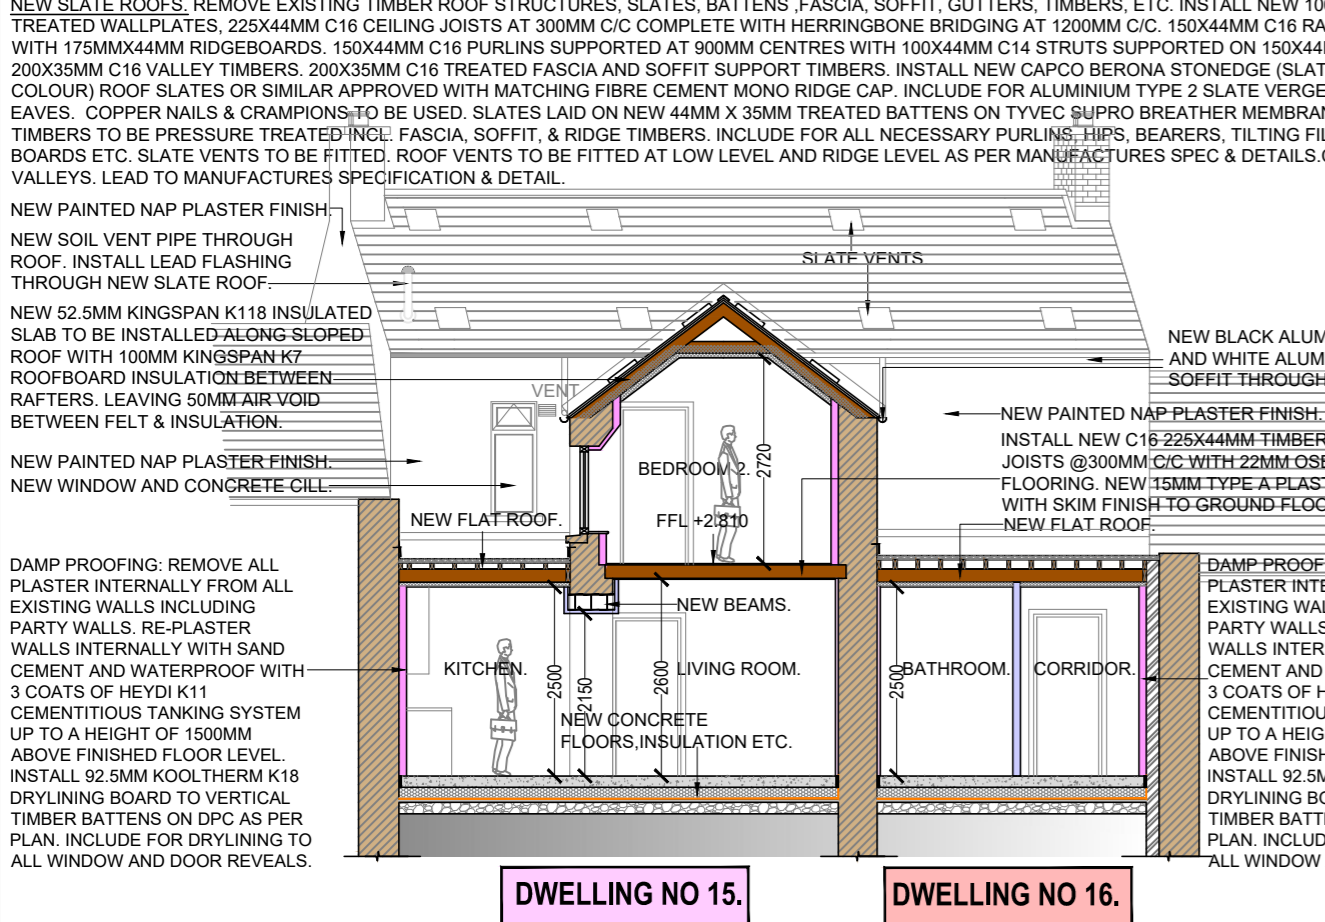 NEW SLATE ROOFS. REMOVE EXISTING TIMBER ROOF STRUCTURES, SLATES, BATTENS ,FASCIA, SOFFIT, GUTTERS, TIMBERS, ETC. INSTALL NEW
TREATED WALLPLATES, 225X44MM C16 CEILING JOISTS AT 300MM C/C COMPLETE WITH HERRINGBONE BRIDGING AT 1200MM C/C. 150X44MM C16
WITH 175MMX44MM RIDGEBOARDS. 150X44MM C16 PURLINS SUPPORTED AT 900MM CENTRES WITH 100X44MM C14 STRUTS SUPPORTED ON
200X35MM C16 VALLEY TIMBERS. 200X35MM C16 TREATED FASCIA AND SOFFIT SUPPORT TIMBERS. INSTALL NEW CAPCO BERONA STONEDGE
COLOUR) ROOF SLATES OR SIMILAR APPROVED WITH MATCHING FIBRE CEMENT MONO RIDGE CAP. INCLUDE FOR ALUMINIUM TYPE 2 SLATE VERGE
EAVES. COPPER NAILS & CRAMPIONS TO BE USED. SLATES LAID ON NEW 44MM X 35MM TREATED BATTENS ON TYVEC SUPRO BREATHER
TIMBERS TO BE PRESSURE TREATED INCL. FASCIA, SOFFIT, & RIDGE TIMBERS. INCLUDE FOR ALL NECESSARY PURLINS, HIPS, BEARERS, TILTING
BOARDS ETC. SLATE VENTS TO BE FITTED. ROOF VENTS TO BE FITTED AT LOW LEVEL AND RIDGE LEVEL AS PER MANUFACTURES SPEC & DETAILS.
VALLEYS. LEAD TO MANUFACTURES SPECIFICATION & DETAIL.
NEW PAINTED NAP PLASTER FINISH.
NEW SOIL VENT PIPE THROUGH
ROOF. INSTALL LEAD FLASHING
THROUGH NEW SLATE ROOF.
SLATE VENTS
NEW 52.5MM KINGSPAN K118 INSULATED
SLAB TO BE INSTALLED ALONG SLOPED
ROOF WITH 100MM KINGSPAN K7
ROOFBOARD INSULATION BETWEEN
RAFTERS. LEAVING 50MM AIR VOID
BETWEEN FELT & INSULATION.
VENT
NEW BLACK
AND WHITE
SOFFIT
NEW PAINTED NAP PLASTER FINISH.
INSTALL NEW C16 225X44MM TIMBER
JOISTS @300MM C/C WITH 22MM
FLOORING. NEW 15MM TYPE A
WITH SKIM FINISH TO GROUND
NEW FLAT ROOF.
NEW PAINTED NAP PLASTER FINISH.
NEW WINDOW AND CONCRETE CILL.
NEW FLAT ROOF.
BEDROOM 2.
2720
FFL +2.810
DAMP PROOFING: REMOVE ALL
PLASTER INTERNALLY FROM ALL
EXISTING WALLS INCLUDING
PARTY WALLS. RE-PLASTER
WALLS INTERNALLY WITH SAND
CEMENT AND WATERPROOF WITH
3 COATS OF HEYDI K11
CEMENTITIOUS TANKING SYSTEM
UP TO A HEIGHT OF 1500MM
ABOVE FINISHED FLOOR LEVEL.
INSTALL 92.5MM KOOLTHERM K18
DRYLINING BOARD TO VERTICAL
TIMBER BATTENS ON DPC AS PER
PLAN. INCLUDE FOR DRYLINING TO
ALL WINDOW AND DOOR REVEALS.
NEW BEAMS.
KITCHEN.
2500
2150
2600
LIVING ROOM.
2500
BATHROOM.
CORRIDOR.
NEW CONCRETE
FLOORS,INSULATION ETC.
DAMP
PLASTER
EXISTING
PARTY WALLS
WALLS
CEMENT AND
3 COATS OF
UP TO A
ABOVE
INSTALL
DRYLINING
TIMBER
PLAN.
ALL WINDOW
DWELLING NO 15.
DWELLING NO 16.